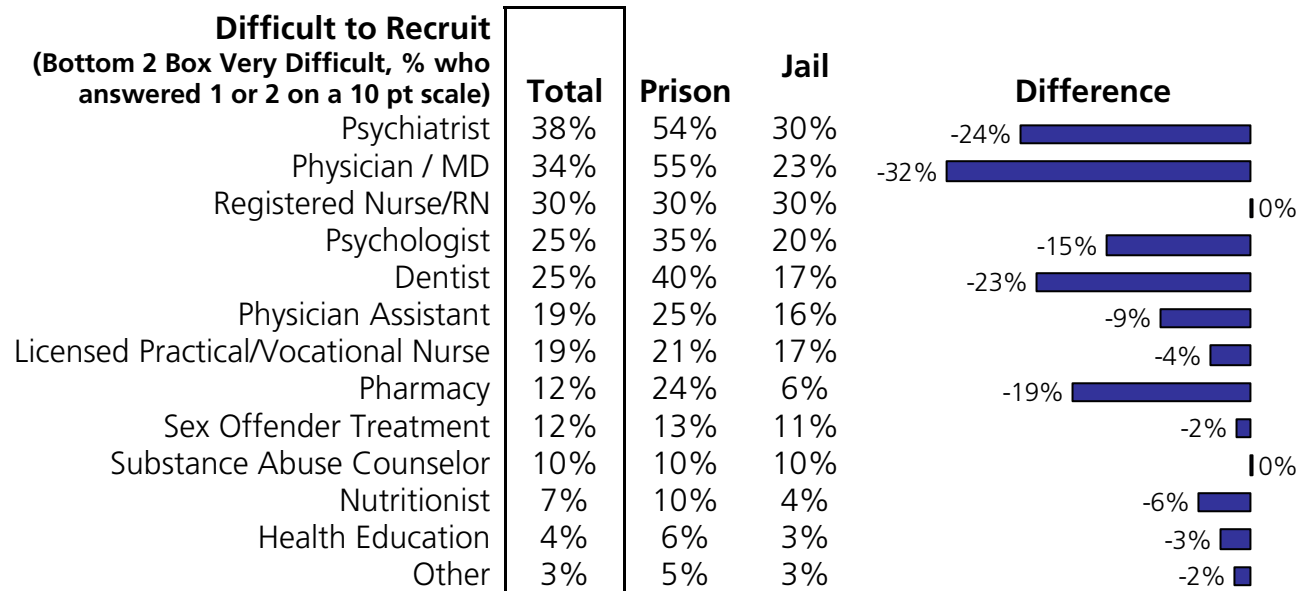 Difficult to Recruit
(Bottom 2 Box Very Difficult, % who
answered 1 or 2 on a 10 pt scale) Total Prison Jail Difference
Psychiatrist 38% 54% 30% -24%
Physician / MD 34% 55% 23% -32%
Registered Nurse/RN 30% 30% 30% 0%
Psychologist 25% 35% 20% -15%
Dentist 25% 40% 17% -23%
Physician Assistant 19% 25% 16% -9%
Licensed Practical/Vocational Nurse 19% 21% 17% -4%
Pharmacy 12% 24% 6% -19%
Sex Offender Treatment 12% 13% 11% -2%
Substance Abuse Counselor 10% 10% 10% 0%
Nutritionist 7% 10% 4% -6%
Health Education 4% 6% 3% -3%
Other 3% 5% 3% -2%